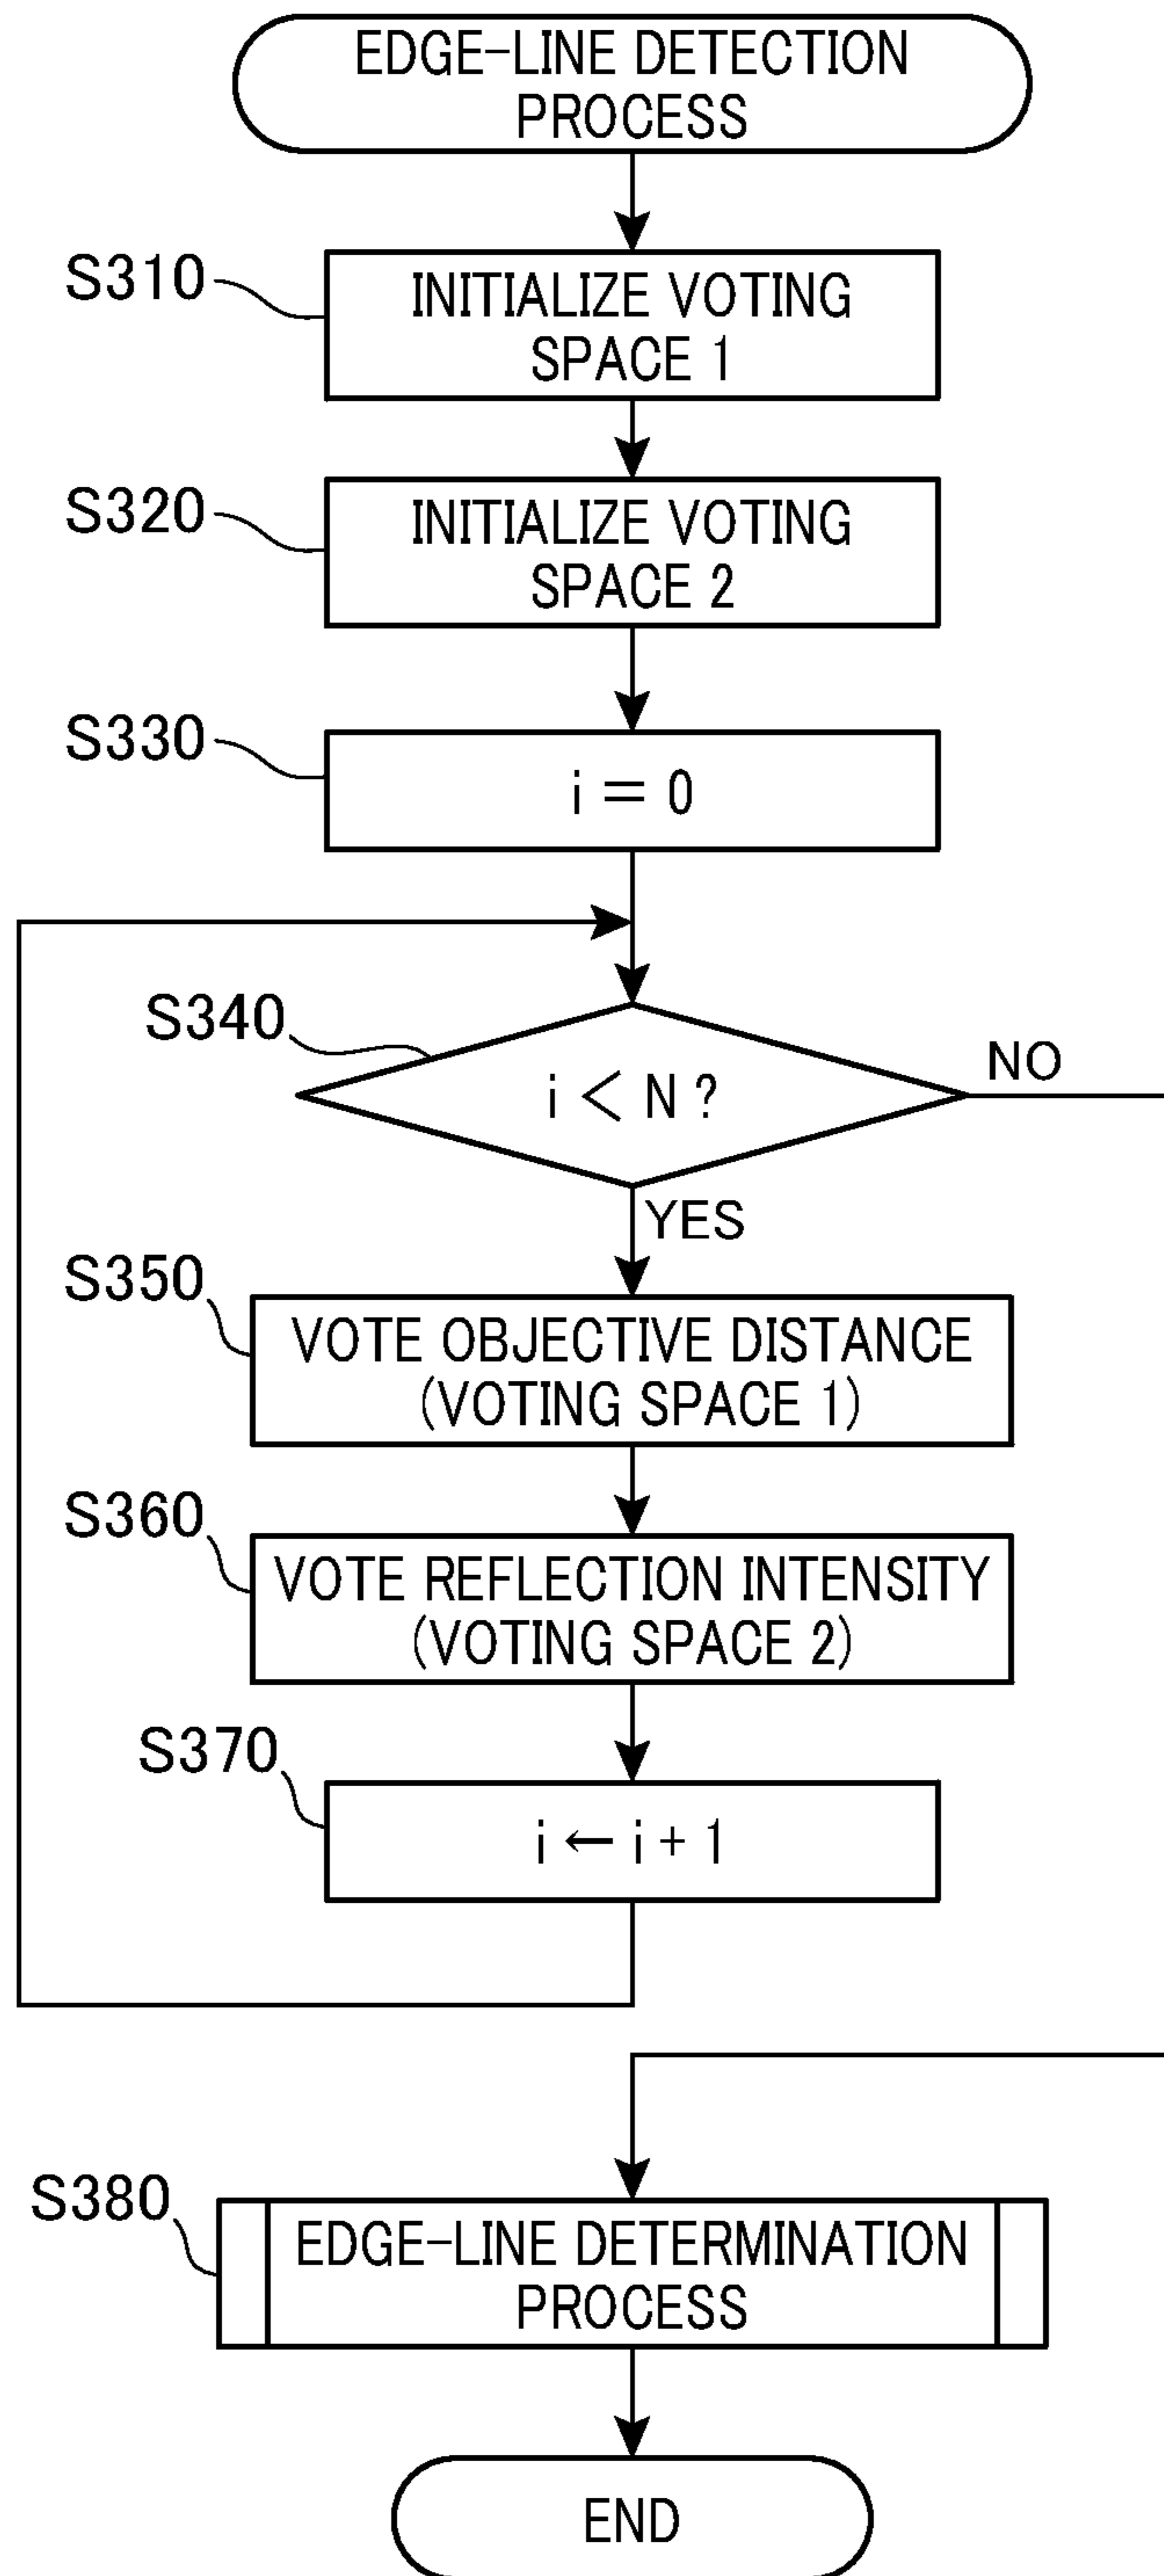 EDGE-LINE DETECTION
PROCESS
S310
INITIALIZE VOTING
SPACE 1
S320
INITIALIZE VOTING
SPACE 2
S330
i = 0
S340
i < N ?
NO
YES
S350
VOTE OBJECTIVE DISTANCE
(VOTING SPACE 1)
S360
VOTE REFLECTION INTENSITY
(VOTING SPACE 2)
S370
i ← i + 1
S380
EDGE-LINE DETERMINATION
PROCESS
END